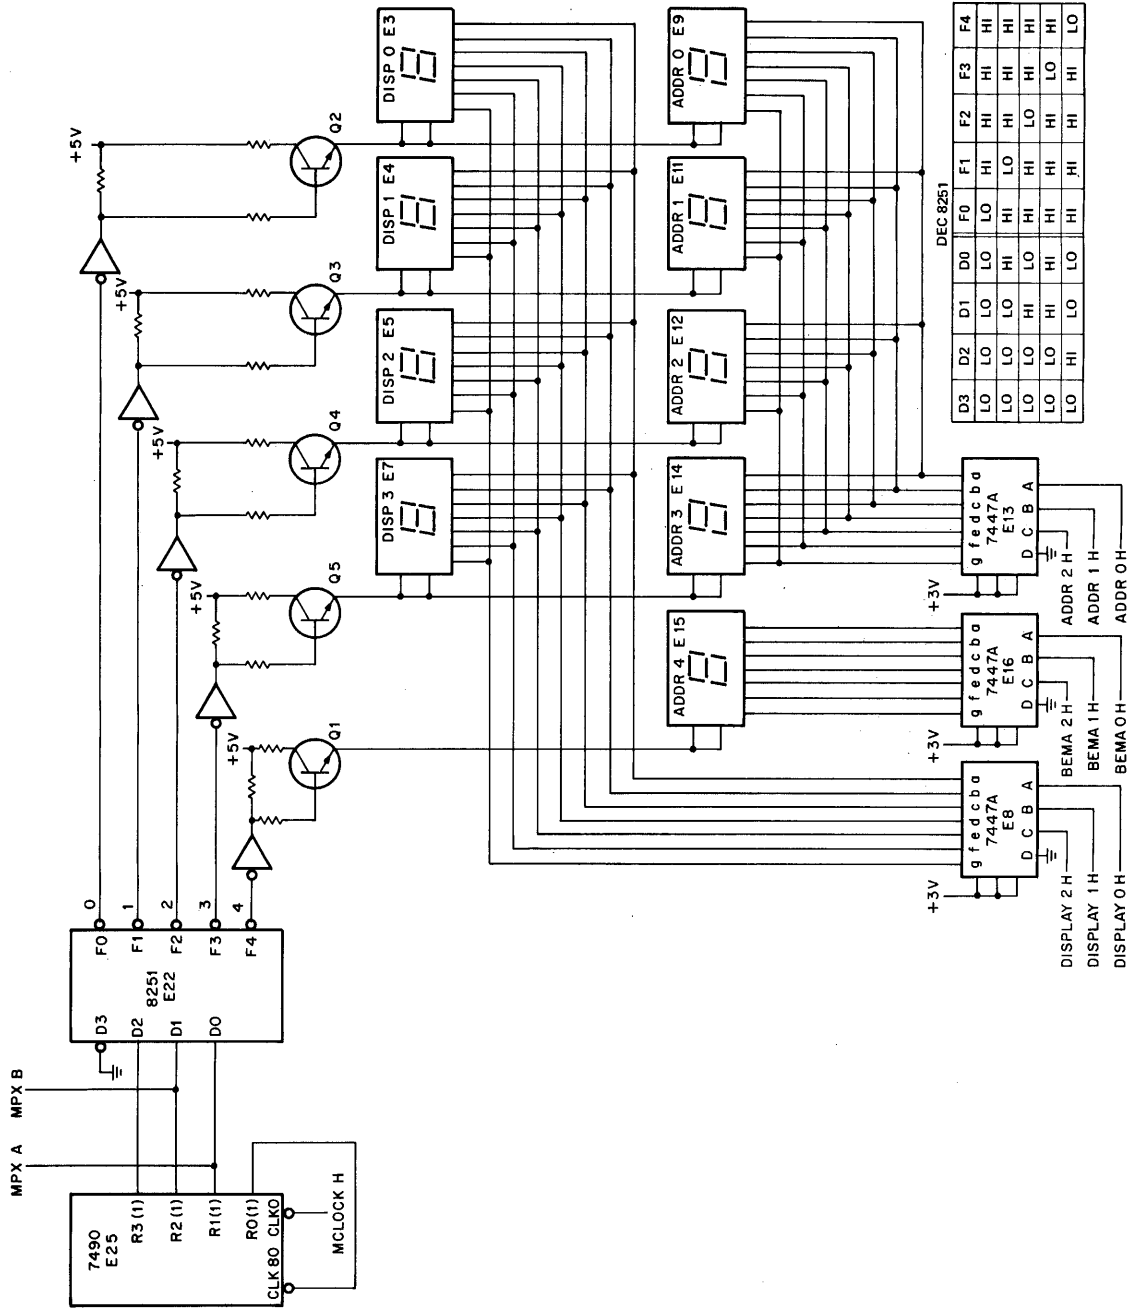 MPX A
MPX B
7490
E25
R3 (1)
R2 (1)
R1 (1)
R0 (1)
CLK 80 CLK0
MCLOCK H
8251
E22
D3
D2
D1
D0
F0
F1
F2
F3
F4
0
1
2
3
4
+5V
+5V
+5V
+5V
+5V
Q1
Q5
Q4
Q3
Q2
DISP 3 E7
DISP 2 E5
DISP 1 E4
DISP 0 E3
ADDR 4 E15
ADDR 3 E14
ADDR 2 E12
ADDR 1 E11
ADDR 0 E9
g f e d c b a
7447A
E8
D C B A
+3V
DISPLAY 2 H
DISPLAY 1 H
DISPLAY 0 H
g f e d c b a
7447A
E16
D C B A
+3V
BEMA 2 H
BEMA 1 H
BEMA 0 H
g f e d c b a
7447A
E13
D C B A
+3V
ADDR 2 H
ADDR 1 H
ADDR 0 H
DEC 8251
D3 D2 D1 D0 F0 F1 F2 F3 F4
LO LO LO LO LO HI HI HI HI
LO LO LO HI HI LO HI HI HI
LO LO HI LO HI HI LO HI HI
LO LO HI HI HI HI HI LO HI
LO HI LO LO HI HI HI HI LO